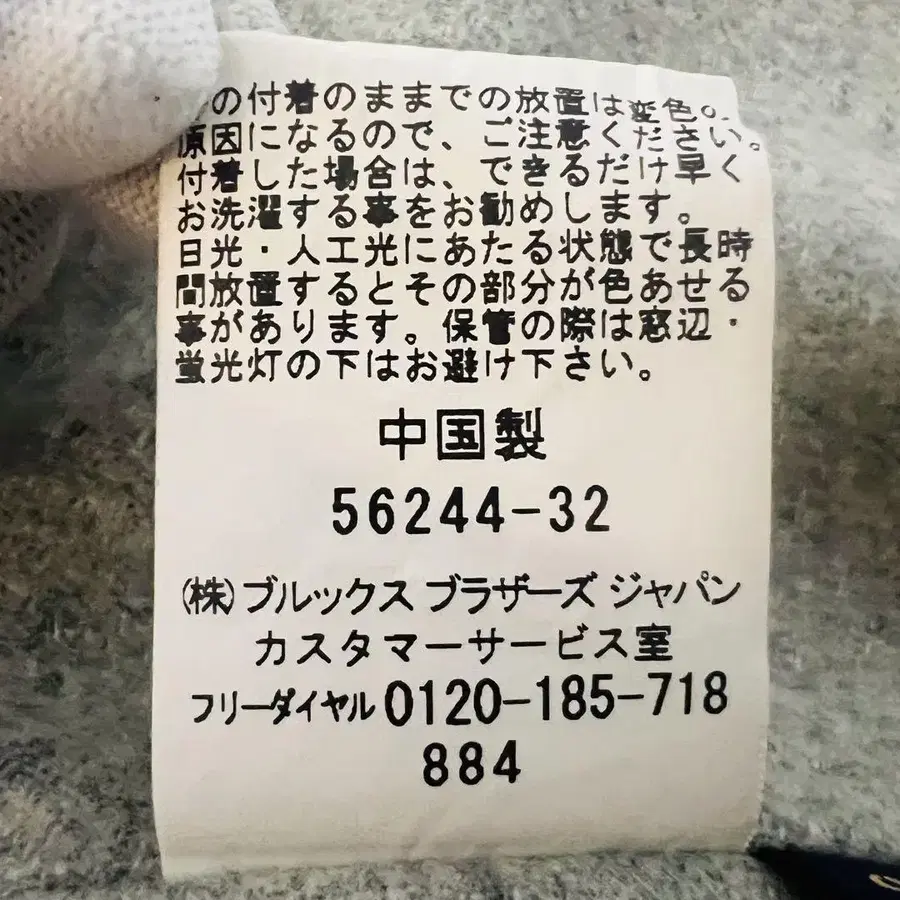 の付着のままでの放置は変色の
原因になるので、ご注意ください。
付着した場合は、できるだけ早く
お洗濯する事をお勧めします。
日光・人工光にあたる状態で長時
間放置するとその部分が色あせる
事があります。保管の際は窓辺・
蛍光灯の下はお避け下さい。
中国製
56244-32
(株)ブルックス ブラザーズ ジャパン
カスタマーサービス室
フリーダイヤル0120-185-718
884